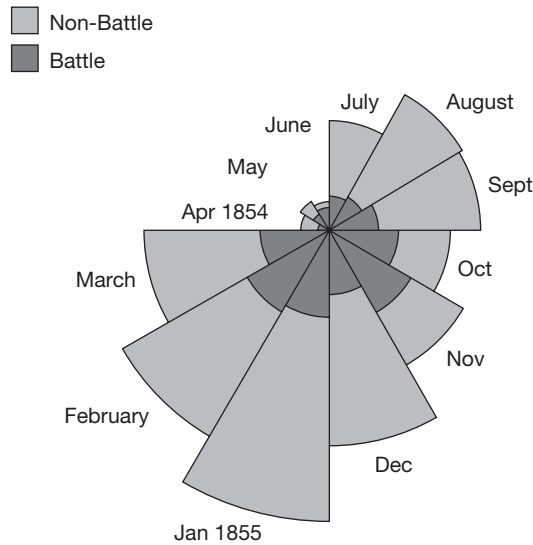 Non-Battle
Battle
July
August
June
May
Sept
Apr 1854
Oct
March
Nov
February
Dec
Jan 1855